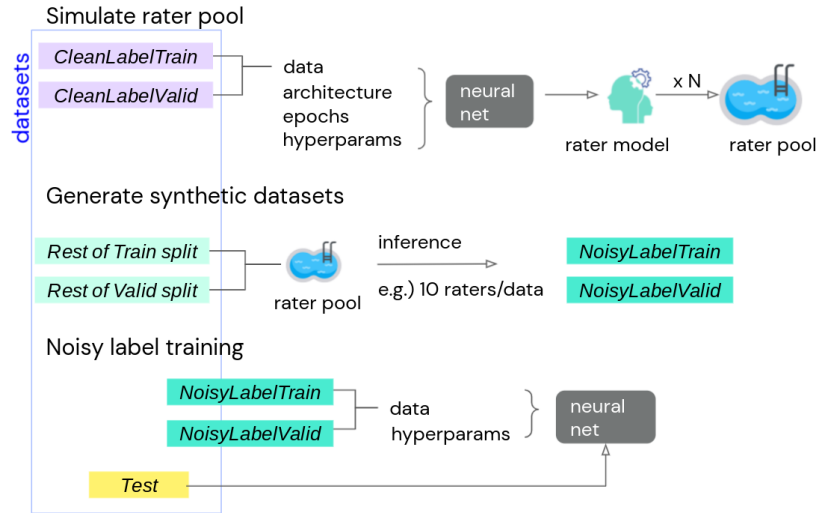 Simulate rater pool
datasets
CleanLabelTrain
CleanLabelValid
data
architecture
epochs
hyperparams
neural
net
x N
rater model
rater pool
Generate synthetic datasets
Rest of Train split
Rest of Valid split
rater pool
inference
e.g.) 10 raters/data
NoisyLabelTrain
NoisyLabelValid
Noisy label training
NoisyLabelTrain
NoisyLabelValid
data
hyperparams
neural
net
Test